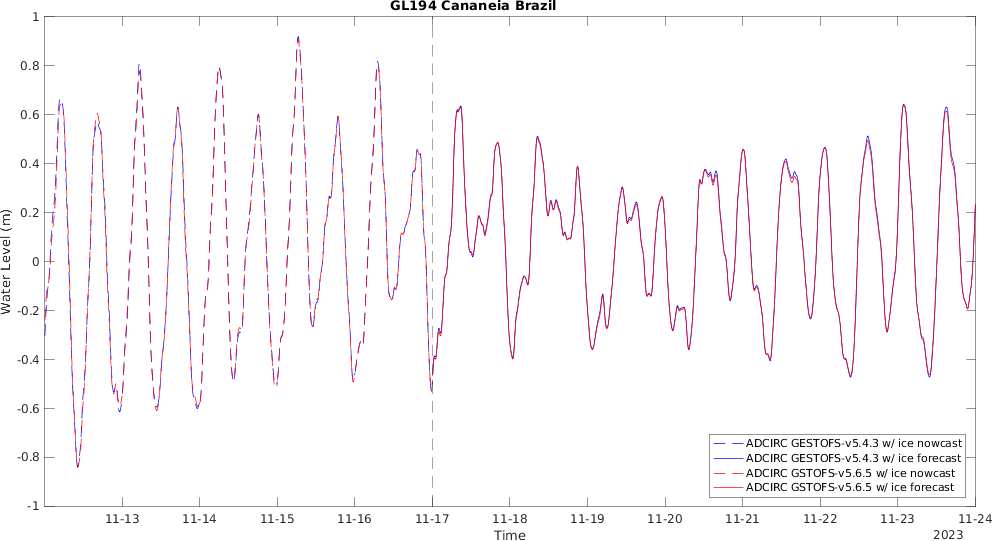 GL194 Cananeia Brazil
1
0.8
0.6
0.4
0.2
0
-0.2
-0.4
-0.6
-0.8
-1
Water Level (m)
ADCIRC GESTOFS-v5.4.3 w/ ice nowcast
ADCIRC GESTOFS-v5.4.3 w/ ice forecast
ADCIRC GSTOFS-v5.6.5 w/ ice nowcast
ADCIRC GSTOFS-v5.6.5 w/ ice forecast
11-13 11-14 11-15 11-16 11-17 11-18 11-19 11-20 11-21 11-22 11-23 11-24
Time
2023